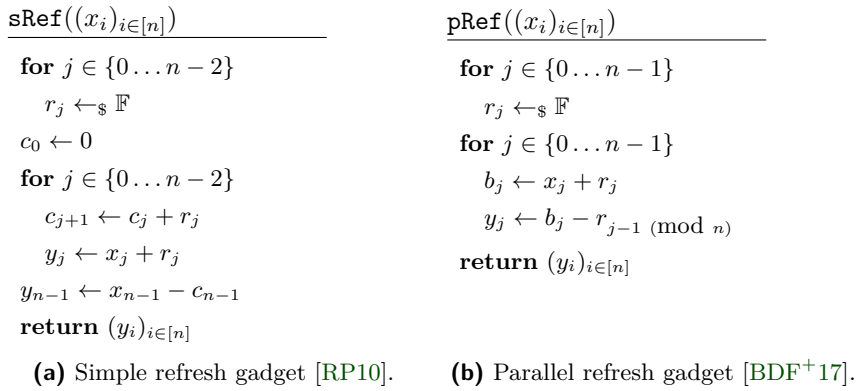 sRef((x_i)_{i∈[n]})
for j ∈ {0 … n − 2}
r_j ←_$ 𝔽
c_0 ← 0
for j ∈ {0 … n − 2}
c_{j+1} ← c_j + r_j
y_j ← x_j + r_j
y_{n−1} ← x_{n−1} − c_{n−1}
return (y_i)_{i∈[n]}
(a) Simple refresh gadget [RP10].
pRef((x_i)_{i∈[n]})
for j ∈ {0 … n − 1}
r_j ←_$ 𝔽
for j ∈ {0 … n − 1}
b_j ← x_j + r_j
y_j ← b_j − r_{j−1 (mod n)}
return (y_i)_{i∈[n]}
(b) Parallel refresh gadget [BDF+17].